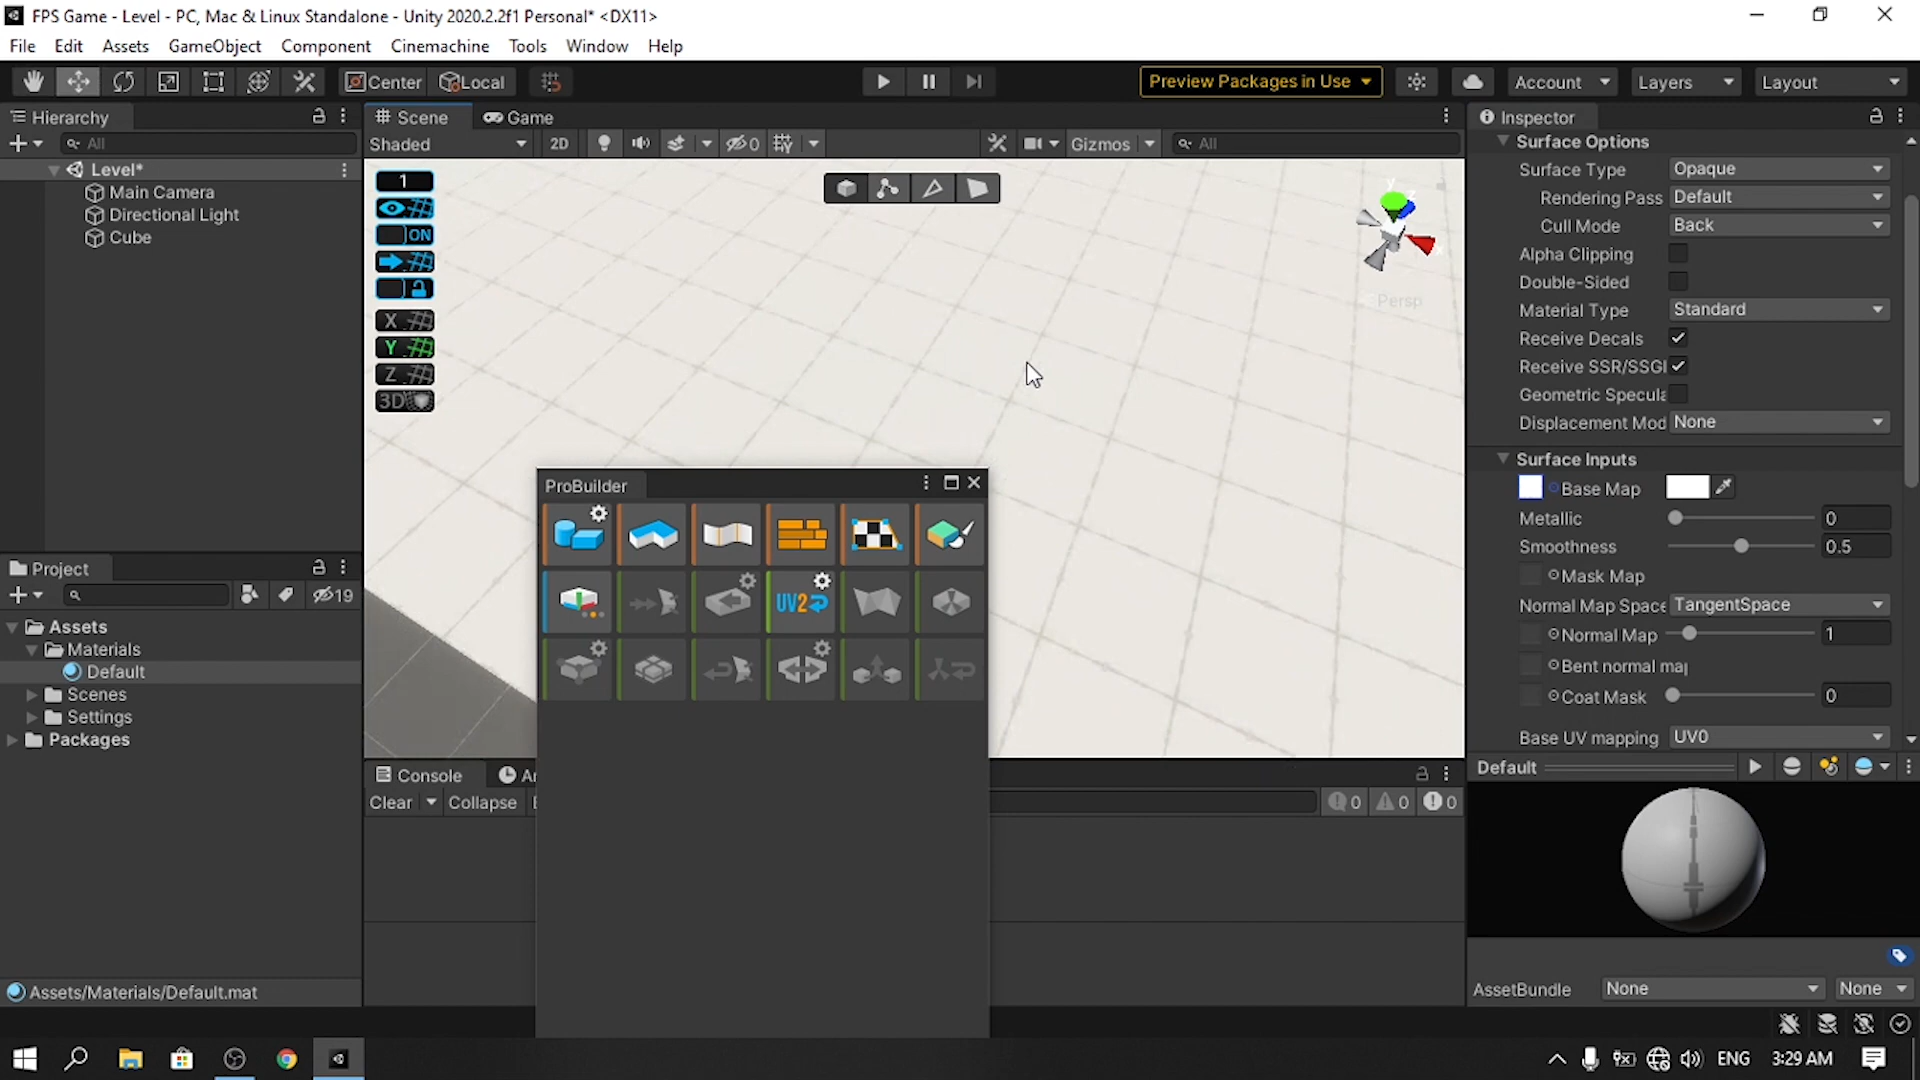 FPS Game - Level - PC, Mac & Linux Standalone - Unity 2020.2.2f1 Personal* <DX11>
File Edit Assets GameObject Component Cinemachine Tools Window Help
Center Local Preview Packages in Use Account Layers Layout
Hierarchy
All
Level*
Main Camera
Directional Light
Cube
Scene Game
Shaded 2D 0 Gizmos All
1
ON
X
Y
Z
3D
Persp
ProBuilder
UV2
Project
19
Assets
Materials
Default
Scenes
Settings
Packages
Assets/Materials/Default.mat
Console
Clear Collapse
0 0 0
Inspector
Surface Options
Surface Type Opaque
Rendering Pass Default
Cull Mode Back
Alpha Clipping
Double-Sided
Material Type Standard
Receive Decals
Receive SSR/SSGI
Geometric Specula
Displacement Mod None
Surface Inputs
Base Map
Metallic 0
Smoothness 0.5
Mask Map
Normal Map Space TangentSpace
Normal Map 1
Bent normal map
Coat Mask 0
Base UV mapping UV0
Default
AssetBundle None None
ENG 3:29 AM